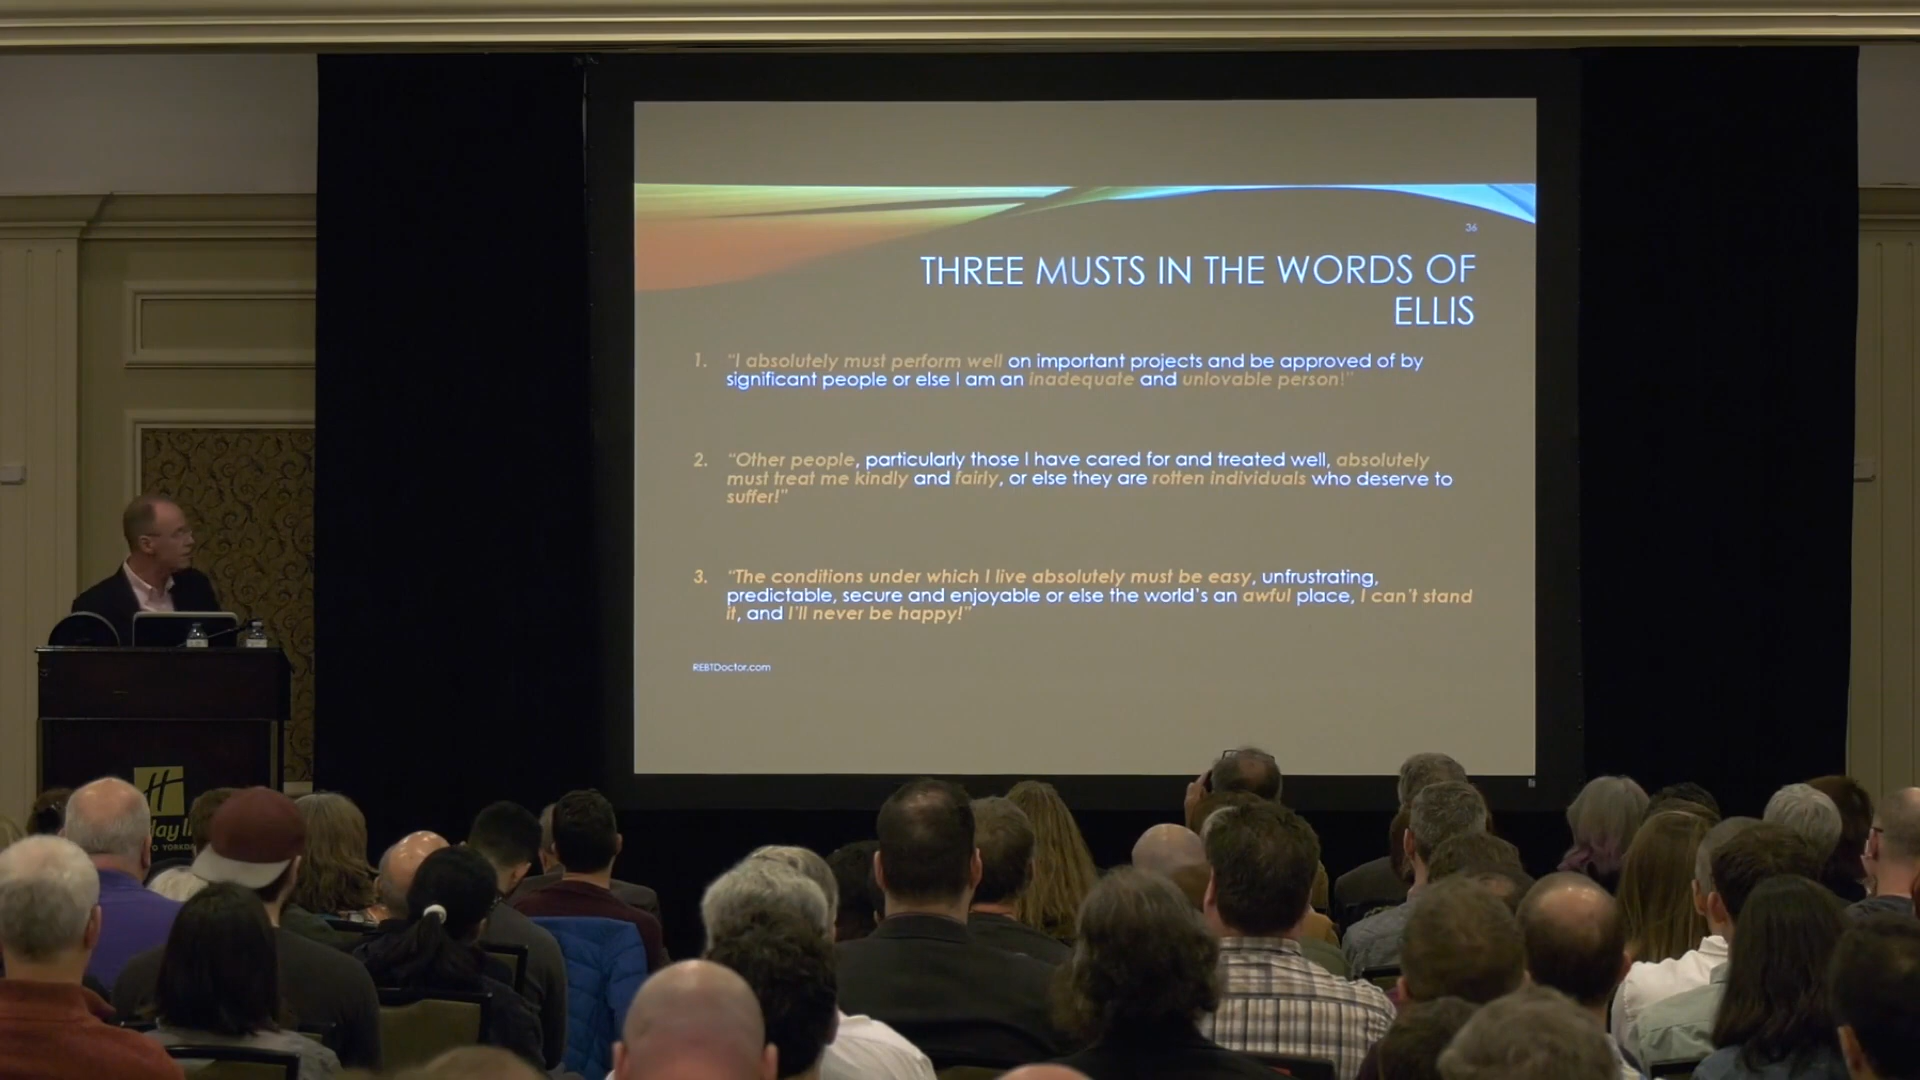 36
THREE MUSTS IN THE WORDS OF
ELLIS
1. "I absolutely must perform well on important projects and be approved of by
significant people or else I am an inadequate and unlovable person!"
2. "Other people, particularly those I have cared for and treated well, absolutely
must treat me kindly and fairly, or else they are rotten individuals who deserve to
suffer!"
3. "The conditions under which I live absolutely must be easy, unfrustrating,
predictable, secure and enjoyable or else the world's an awful place, I can't stand
it, and I'll never be happy!"
REBTDoctor.com
H